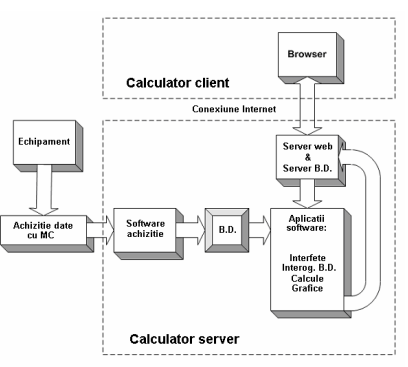 Browser
Calculator client
Conexiune Internet
Echipament
Server web
&
Server B.D.
Achizitie date
cu MC
Software
achizitie
B.D.
Aplicatii
software:
Interfete
Interog. B.D.
Calcule
Grafice
Calculator server